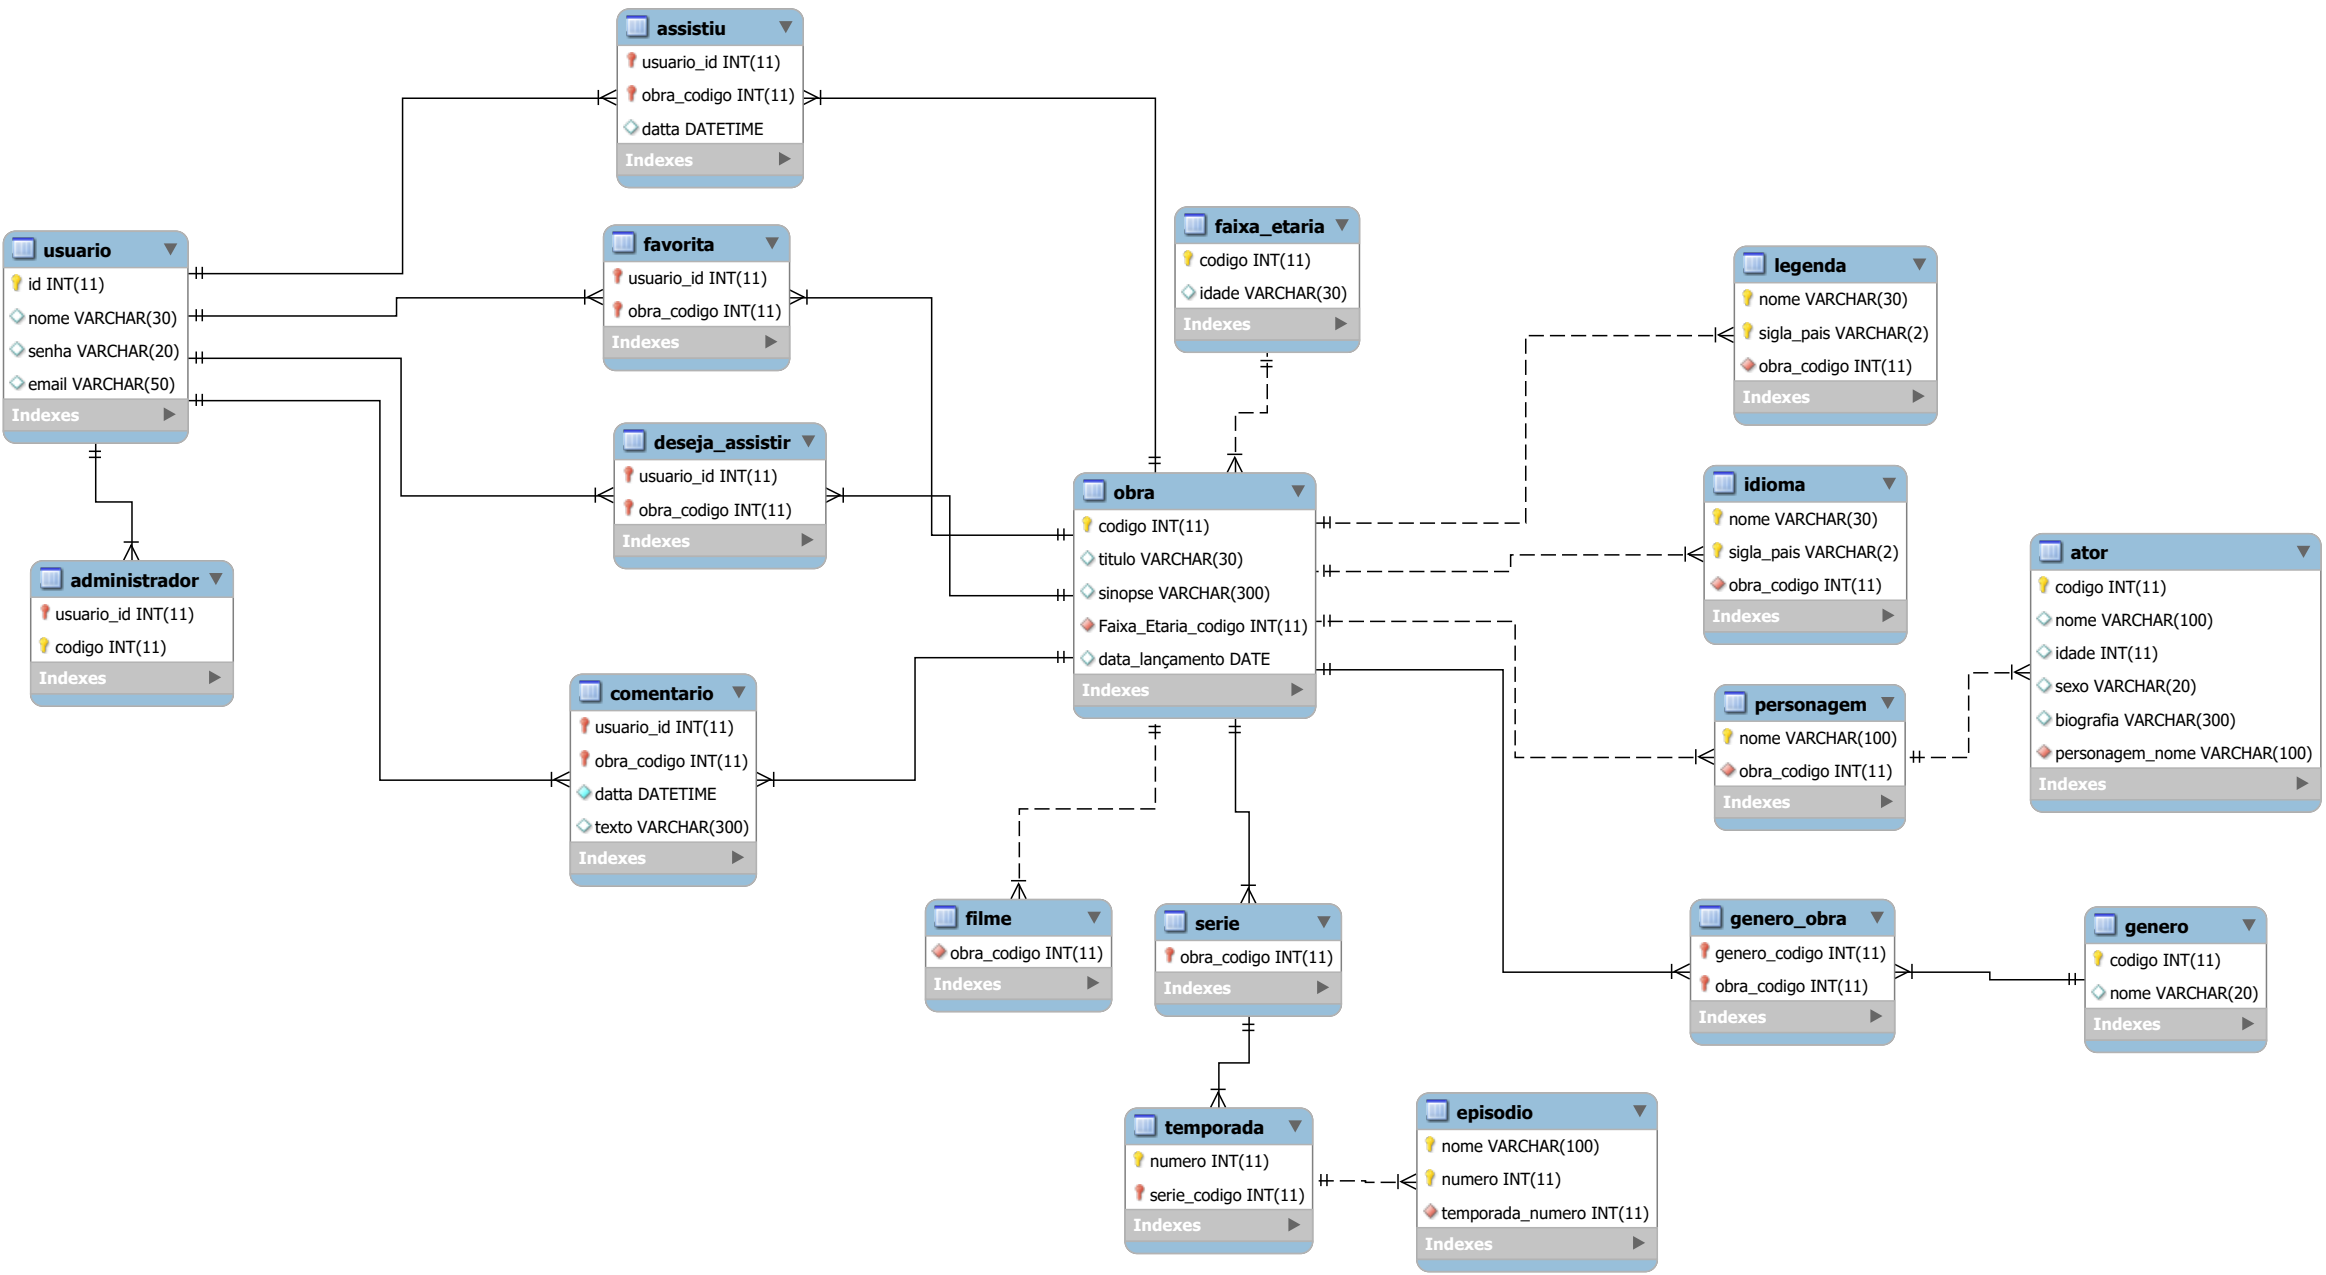 assistiu
usuario_id INT(11)
obra_codigo INT(11)
datta DATETIME
Indexes
usuario
id INT(11)
nome VARCHAR(30)
senha VARCHAR(20)
email VARCHAR(50)
Indexes
favorita
usuario_id INT(11)
obra_codigo INT(11)
Indexes
faixa_etaria
codigo INT(11)
idade VARCHAR(30)
Indexes
legenda
nome VARCHAR(30)
sigla_pais VARCHAR(2)
obra_codigo INT(11)
Indexes
deseja_assistir
usuario_id INT(11)
obra_codigo INT(11)
Indexes
obra
codigo INT(11)
titulo VARCHAR(30)
sinopse VARCHAR(300)
Faixa_Etaria_codigo INT(11)
data_lançamento DATE
Indexes
idioma
nome VARCHAR(30)
sigla_pais VARCHAR(2)
obra_codigo INT(11)
Indexes
ator
codigo INT(11)
nome VARCHAR(100)
idade INT(11)
sexo VARCHAR(20)
biografia VARCHAR(300)
personagem_nome VARCHAR(100)
Indexes
administrador
usuario_id INT(11)
codigo INT(11)
Indexes
comentario
usuario_id INT(11)
obra_codigo INT(11)
datta DATETIME
texto VARCHAR(300)
Indexes
personagem
nome VARCHAR(100)
obra_codigo INT(11)
Indexes
filme
obra_codigo INT(11)
Indexes
serie
obra_codigo INT(11)
Indexes
genero_obra
genero_codigo INT(11)
obra_codigo INT(11)
Indexes
genero
codigo INT(11)
nome VARCHAR(20)
Indexes
temporada
numero INT(11)
serie_codigo INT(11)
Indexes
episodio
nome VARCHAR(100)
numero INT(11)
temporada_numero INT(11)
Indexes